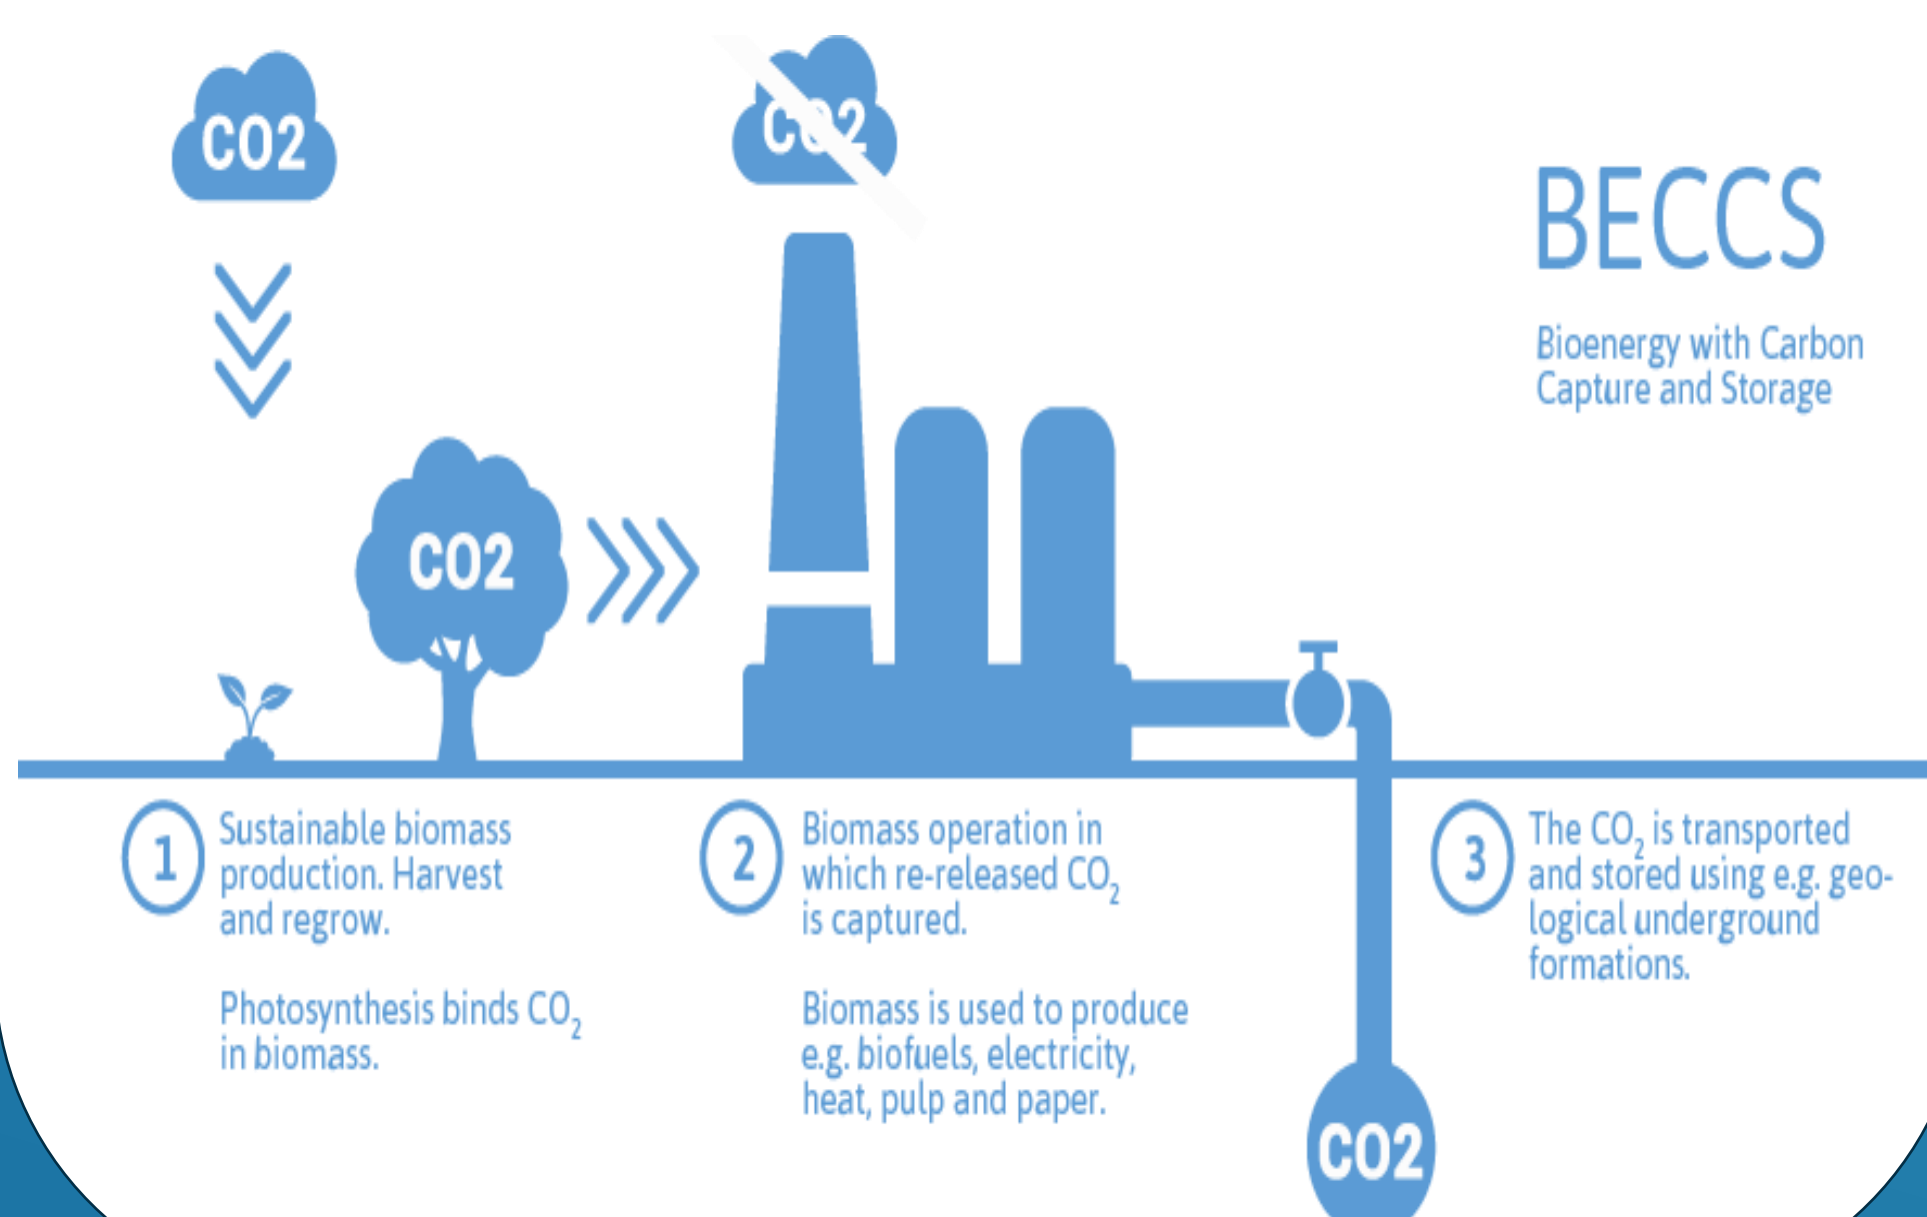 CO2
CO2
BECCS
Bioenergy with Carbon
Capture and Storage
CO2
1
Sustainable biomass
production. Harvest
and regrow.
Photosynthesis binds CO₂
in biomass.
2
Biomass operation in
which re-released CO₂
is captured.
Biomass is used to produce
e.g. biofuels, electricity,
heat, pulp and paper.
3
The CO₂ is transported
and stored using e.g. geo-
logical underground
formations.
CO2